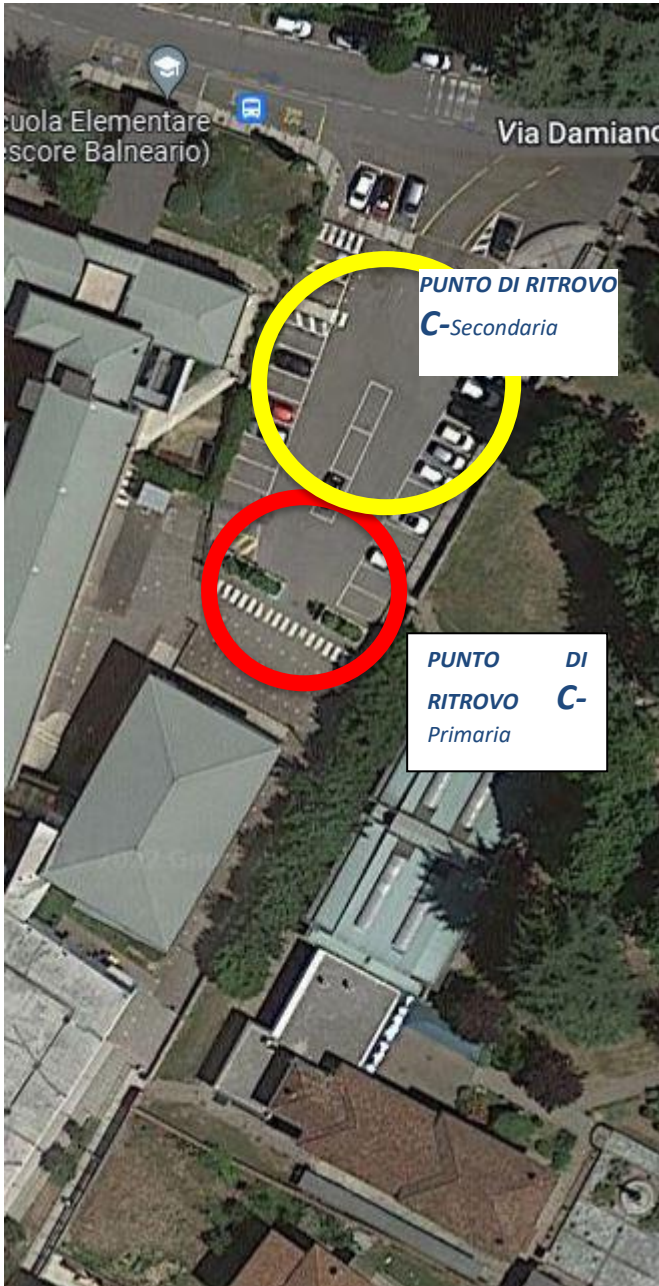 cuola Elementare
escore Balneario)
Via Damiano
PUNTO DI RITROVO
C-Secondaria
PUNTO DI
RITROVO C-
Primaria